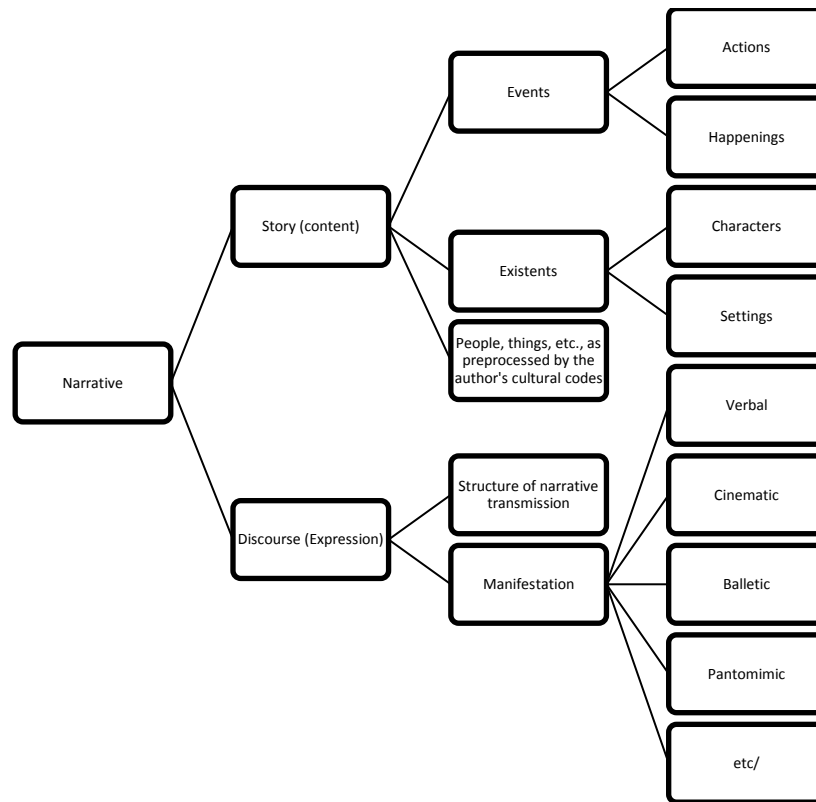 Actions
Events
Happenings
Story (content)
Characters
Existents
Settings
People, things, etc., as
preprocessed by the
author's cultural codes
Narrative
Verbal
Structure of narrative
transmission
Cinematic
Discourse (Expression)
Manifestation
Balletic
Pantomimic
etc/